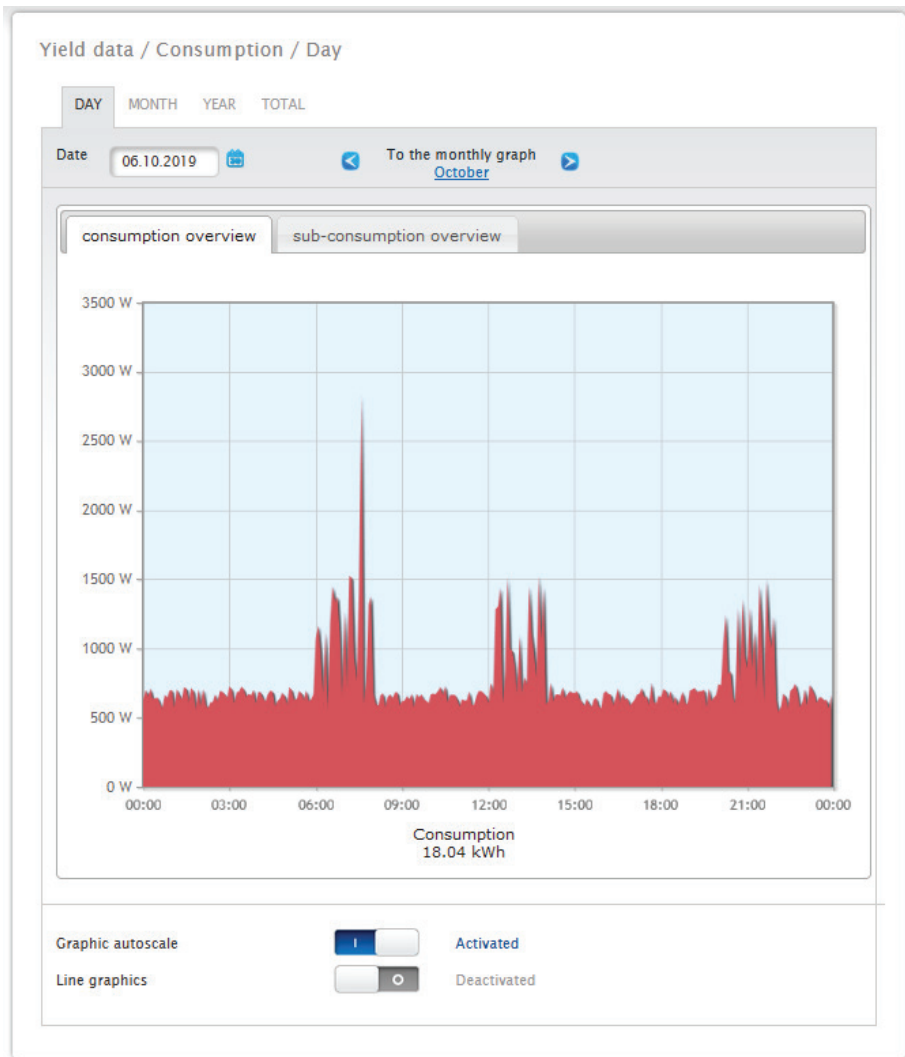 Yield data / Consumption / Day
DAY MONTH YEAR TOTAL
Date 06.10.2019 To the monthly graph
October
consumption overview sub-consumption overview
3500 W
3000 W
2500 W
2000 W
1500 W
1000 W
500 W
0 W
00:00 03:00 06:00 09:00 12:00 15:00 18:00 21:00 00:00
Consumption
18.04 kWh
Graphic autoscale I Activated
Line graphics O Deactivated